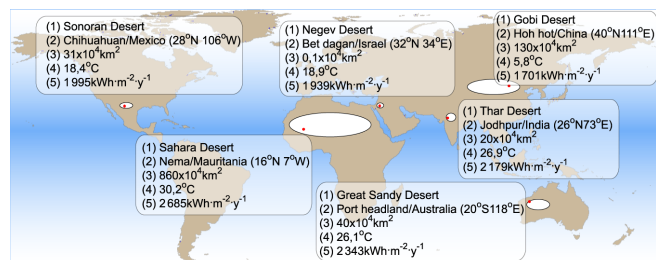 (1) Sonoran Desert
(2) Chihuahuan/Mexico (28°N 106°W)
(3) 31x10⁴km²
(4) 18,4°C
(5) 1 995kWh·m⁻²·y⁻¹
(1) Negev Desert
(2) Bet dagan/Israel (32°N 34°E)
(3) 0,1x10⁴km²
(4) 18,9°C
(5) 1 939kWh·m⁻²·y⁻¹
(1) Gobi Desert
(2) Hoh hot/China (40°N111°E)
(3) 130x10⁴km²
(4) 5,8°C
(5) 1 701kWh·m⁻²·y⁻¹
(1) Sahara Desert
(2) Nema/Mauritania (16°N 7°W)
(3) 860x10⁴km²
(4) 30,2°C
(5) 2 685kWh·m⁻²·y⁻¹
(1) Thar Desert
(2) Jodhpur/India (26°N73°E)
(3) 20x10⁴km²
(4) 26,9°C
(5) 2 179kWh·m⁻²·y⁻¹
(1) Great Sandy Desert
(2) Port headland/Australia (20°S118°E)
(3) 40x10⁴km²
(4) 26,1°C
(5) 2 343kWh·m⁻²·y⁻¹